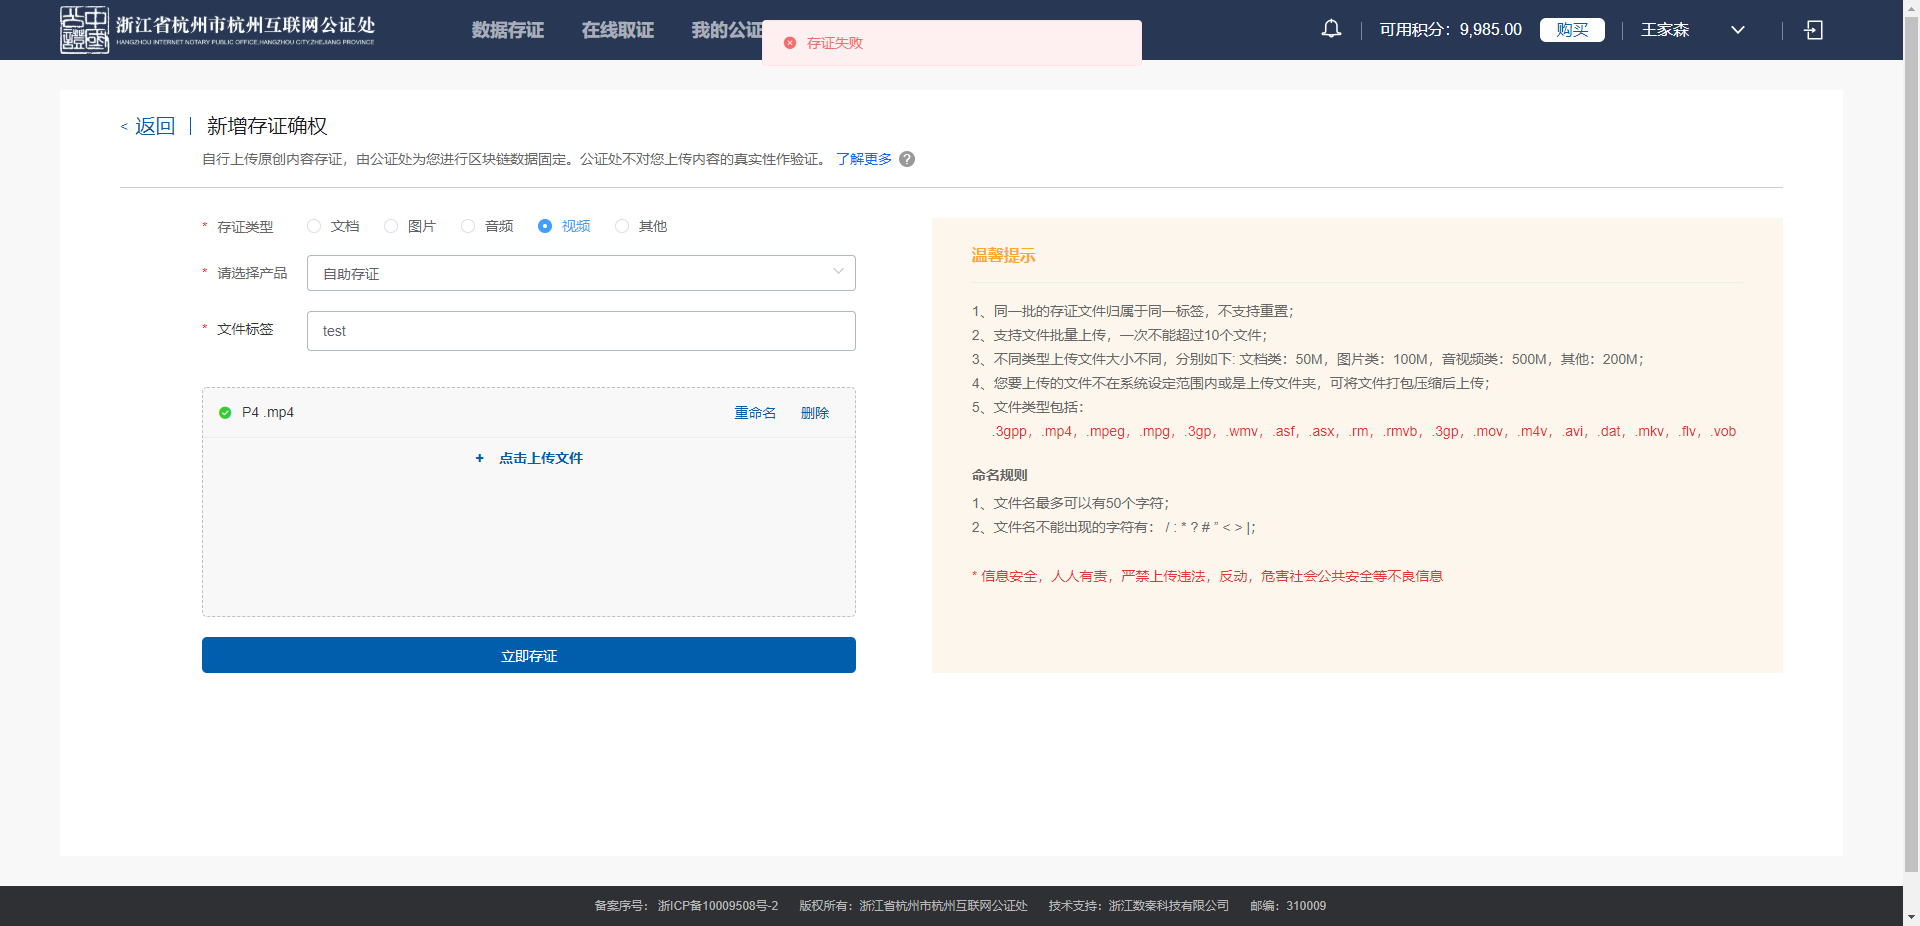 浙江省杭州市杭州互联网公证处
HANGZHOU INTERNET NOTARY PUBLIC OFFICE,HANGZHOU CITY,ZHEJIANG PROVINCE
数据存证 在线取证 我的公证
存证失败
可用积分：9,985.00 购买 王家森
< 返回 | 新增存证确权
自行上传原创内容存证，由公证处为您进行区块链数据固定。公证处不对您上传内容的真实性作验证。 了解更多 ?
* 存证类型 文档 图片 音频 视频 其他
* 请选择产品 自助存证
* 文件标签 test
P4 .mp4 重命名 删除
+ 点击上传文件
立即存证
温馨提示
1、同一批的存证文件归属于同一标签，不支持重置；
2、支持文件批量上传，一次不能超过10个文件；
3、不同类型上传文件大小不同，分别如下: 文档类：50M，图片类：100M，音视频类：500M，其他：200M；
4、您要上传的文件不在系统设定范围内或是上传文件夹，可将文件打包压缩后上传；
5、文件类型包括：
.3gpp，.mp4，.mpeg，.mpg，.3gp，.wmv，.asf，.asx，.rm，.rmvb，.3gp，.mov，.m4v，.avi，.dat，.mkv，.flv，.vob
命名规则
1、文件名最多可以有50个字符；
2、文件名不能出现的字符有： / : * ? # " < > |；
* 信息安全，人人有责，严禁上传违法，反动，危害社会公共安全等不良信息
备案序号： 浙ICP备10009508号-2 版权所有：浙江省杭州市杭州互联网公证处 技术支持：浙江数秦科技有限公司 邮编：310009